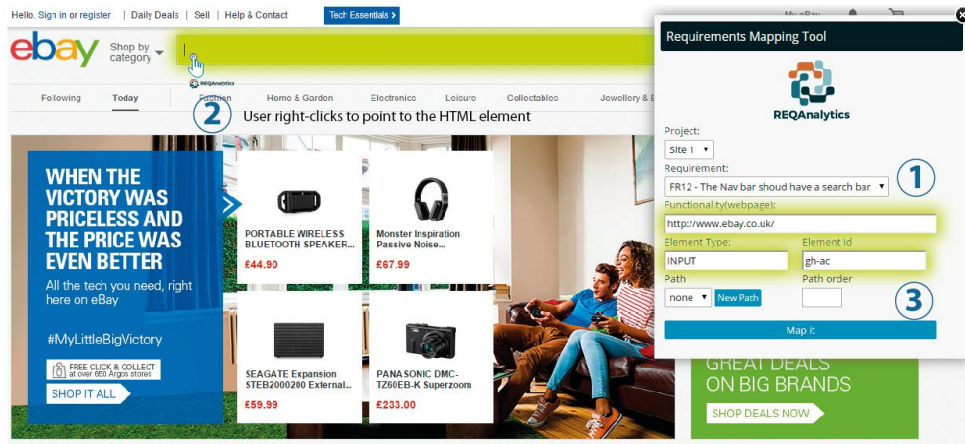 Hello. Sign in or register | Daily Deals | Sell | Help & Contact Tech Essentials > My eBay
ebay Shop by category
REQAnalytics
Following Today Fashion Home & Garden Electronics Leisure Collectables Jewellery &
2 User right-clicks to point to the HTML element
WHEN THE
VICTORY WAS
PRICELESS AND
THE PRICE WAS
EVEN BETTER
All the tech you need, right
here on eBay
#MyLittleBigVictory
FREE CLICK & COLLECT
at over 650 Argos stores
SHOP IT ALL
PORTABLE WIRELESS
BLUETOOTH SPEAKER...
£44.90
Monster Inspiration
Passive Noise...
£67.99
SEAGATE Expansion
STEB2000200 External...
£59.99
PANASONIC DMC-
TZ60EB-K Superzoom
£233.00
Requirements Mapping Tool
REQAnalytics
Project:
Site 1
Requirement:
FR12 - The Nav bar shoud have a search bar
1
Functionality(webpage):
http://www.ebay.co.uk/
Element Type: Element id
INPUT gh-ac
Path Path order
none New Path
3
Map it
GREAT DEALS
ON BIG BRANDS
SHOP DEALS NOW